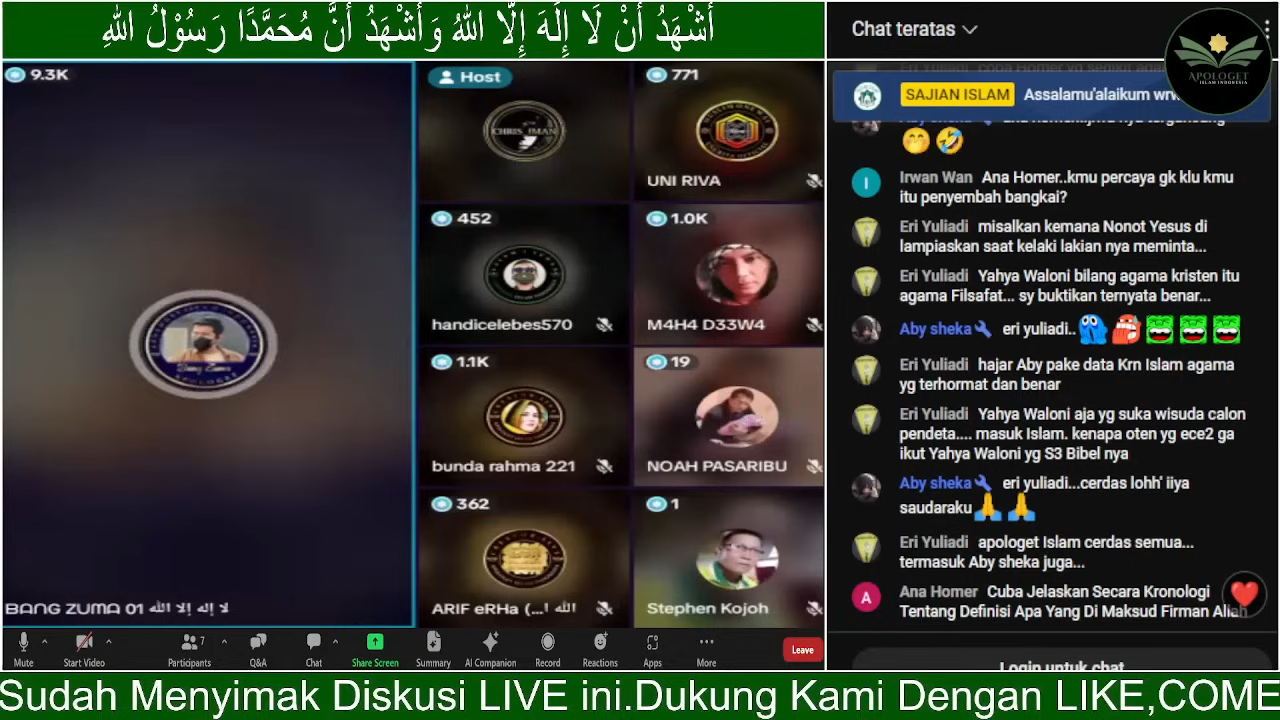 أَشْهَدُ أَنْ لَا إِلَهَ إِلَّا اللهُ وَأَشْهَدُ أَنَّ مُحَمَّدًا رَسُوْلُ اللهِ
9.3K
BANG ZUMA 01 لا إله إلا الله
Host
CHRIS_IMAN
771
UNI RIVA
452
handicelebes570
1.0K
M4H4 D33W4
1.1K
bunda rahma 221
19
NOAH PASARIBU
362
ARIF eRHa (... الله ا
1
Stephen Kojoh
Mute
Start Video
Participants
7
Q&A
Chat
Share Screen
Summary
AI Companion
Record
Reactions
Apps
More
Leave
Chat teratas
APOLOGET
ISLAM INDONESIA
SAJIAN ISLAM Assalamu'alaikum
Aby sheka
Irwan Wan Ana Homer..kmu percaya gk klu kmu
itu penyembah bangkai?
Eri Yuliadi misalkan kemana Nonot Yesus di
lampiaskan saat kelaki lakian nya meminta...
Eri Yuliadi Yahya Waloni bilang agama kristen itu
agama Filsafat... sy buktikan ternyata benar...
Aby sheka eri yuliadi..
Eri Yuliadi hajar Aby pake data Krn Islam agama
yg terhormat dan benar
Eri Yuliadi Yahya Waloni aja yg suka wisuda calon
pendeta.... masuk Islam. kenapa oten yg ece2 ga
ikut Yahya Waloni yg S3 Bibel nya
Aby sheka eri yuliadi...cerdas lohh' iiya
saudaraku
Eri Yuliadi apologet Islam cerdas semua...
termasuk Aby sheka juga...
A
Ana Homer Cuba Jelaskan Secara Kronologi
Tentang Definisi Apa Yang Di Maksud Firman Allah
Login untuk chat
Sudah Menyimak Diskusi LIVE ini.Dukung Kami Dengan LIKE,COME